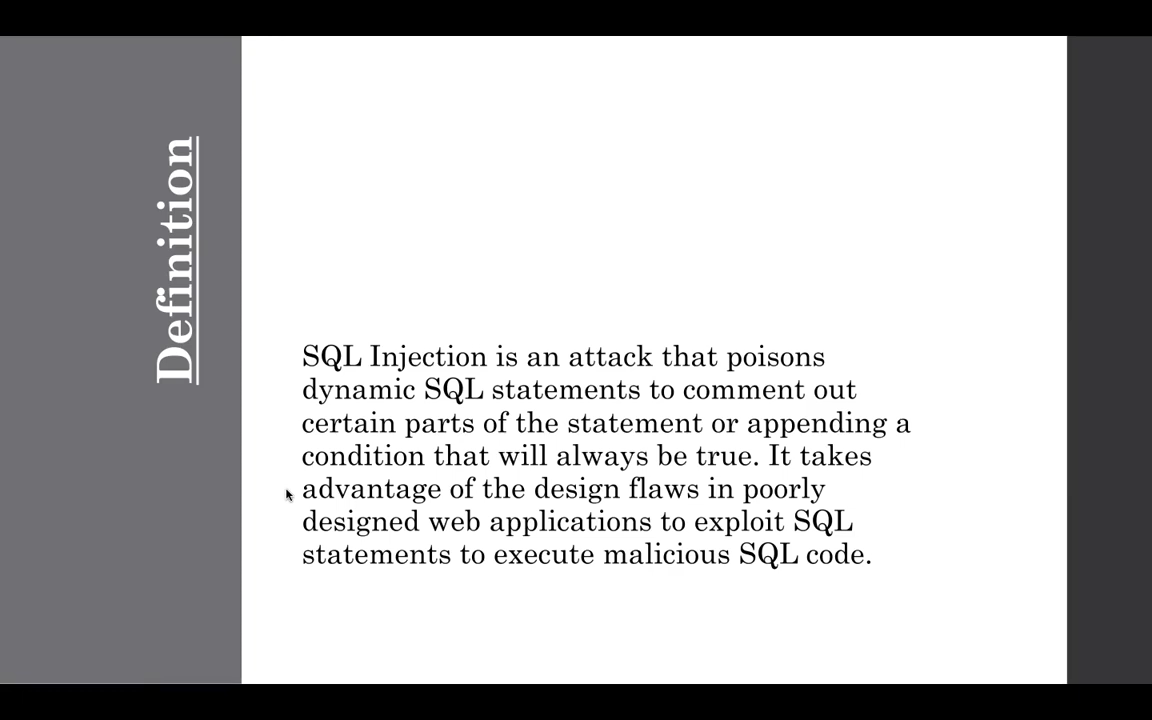 Definition
SQL Injection is an attack that poisons
dynamic SQL statements to comment out
certain parts of the statement or appending a
condition that will always be true. It takes
advantage of the design flaws in poorly
designed web applications to exploit SQL
statements to execute malicious SQL code.